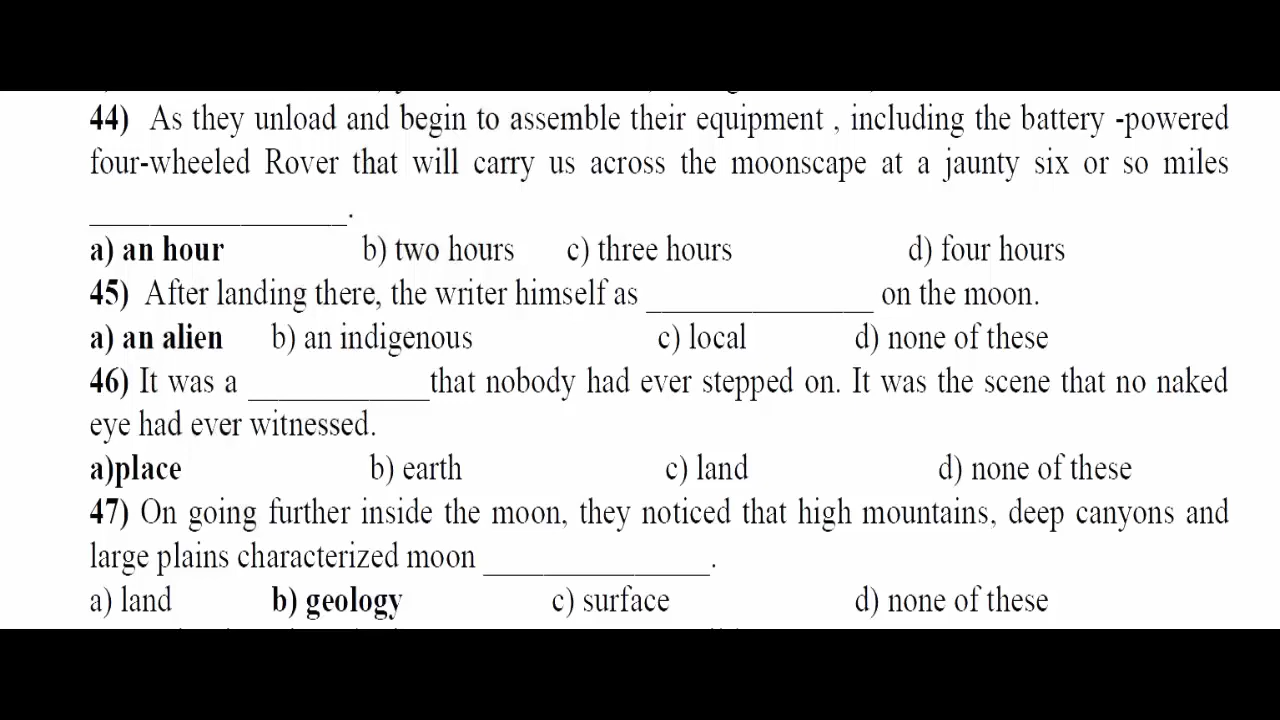 44) As they unload and begin to assemble their equipment , including the battery -powered
four-wheeled Rover that will carry us across the moonscape at a jaunty six or so miles
_________________.
a) an hour b) two hours c) three hours d) four hours
45) After landing there, the writer himself as _______________ on the moon.
a) an alien b) an indigenous c) local d) none of these
46) It was a ____________that nobody had ever stepped on. It was the scene that no naked
eye had ever witnessed.
a)place b) earth c) land d) none of these
47) On going further inside the moon, they noticed that high mountains, deep canyons and
large plains characterized moon _______________.
a) land b) geology c) surface d) none of these